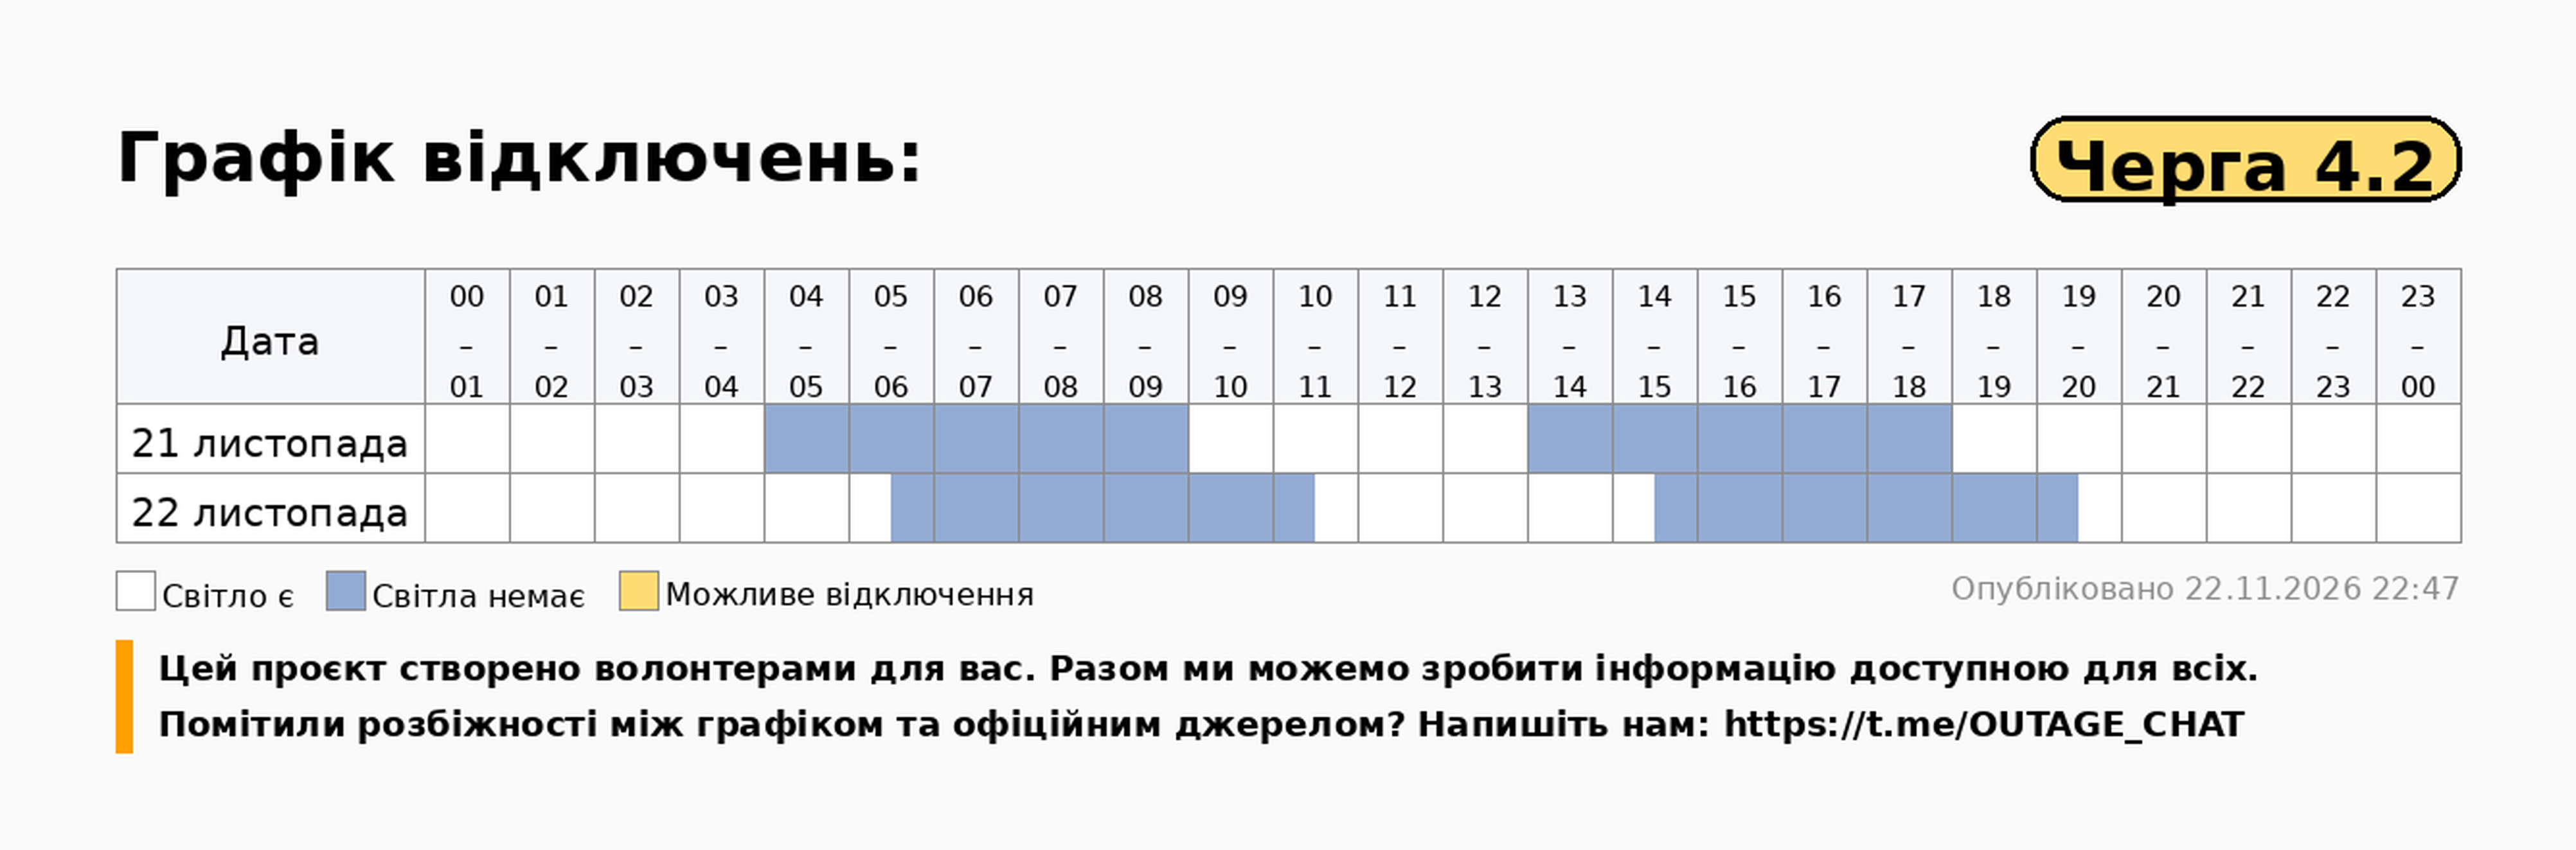 Графік відключень:
Черга 4.2
Дата 00 – 01 01 – 02 02 – 03 03 – 04 04 – 05 05 – 06 06 – 07 07 – 08 08 – 09 09 – 10 10 – 11 11 – 12 12 – 13 13 – 14 14 – 15 15 – 16 16 – 17 17 – 18 18 – 19 19 – 20 20 – 21 21 – 22 22 – 23 23 – 00
21 листопада
22 листопада
Світло є Світла немає Можливе відключення
Опубліковано 22.11.2026 22:47
Цей проєкт створено волонтерами для вас. Разом ми можемо зробити інформацію доступною для всіх.
Помітили розбіжності між графіком та офіційним джерелом? Напишіть нам: https://t.me/OUTAGE_CHAT